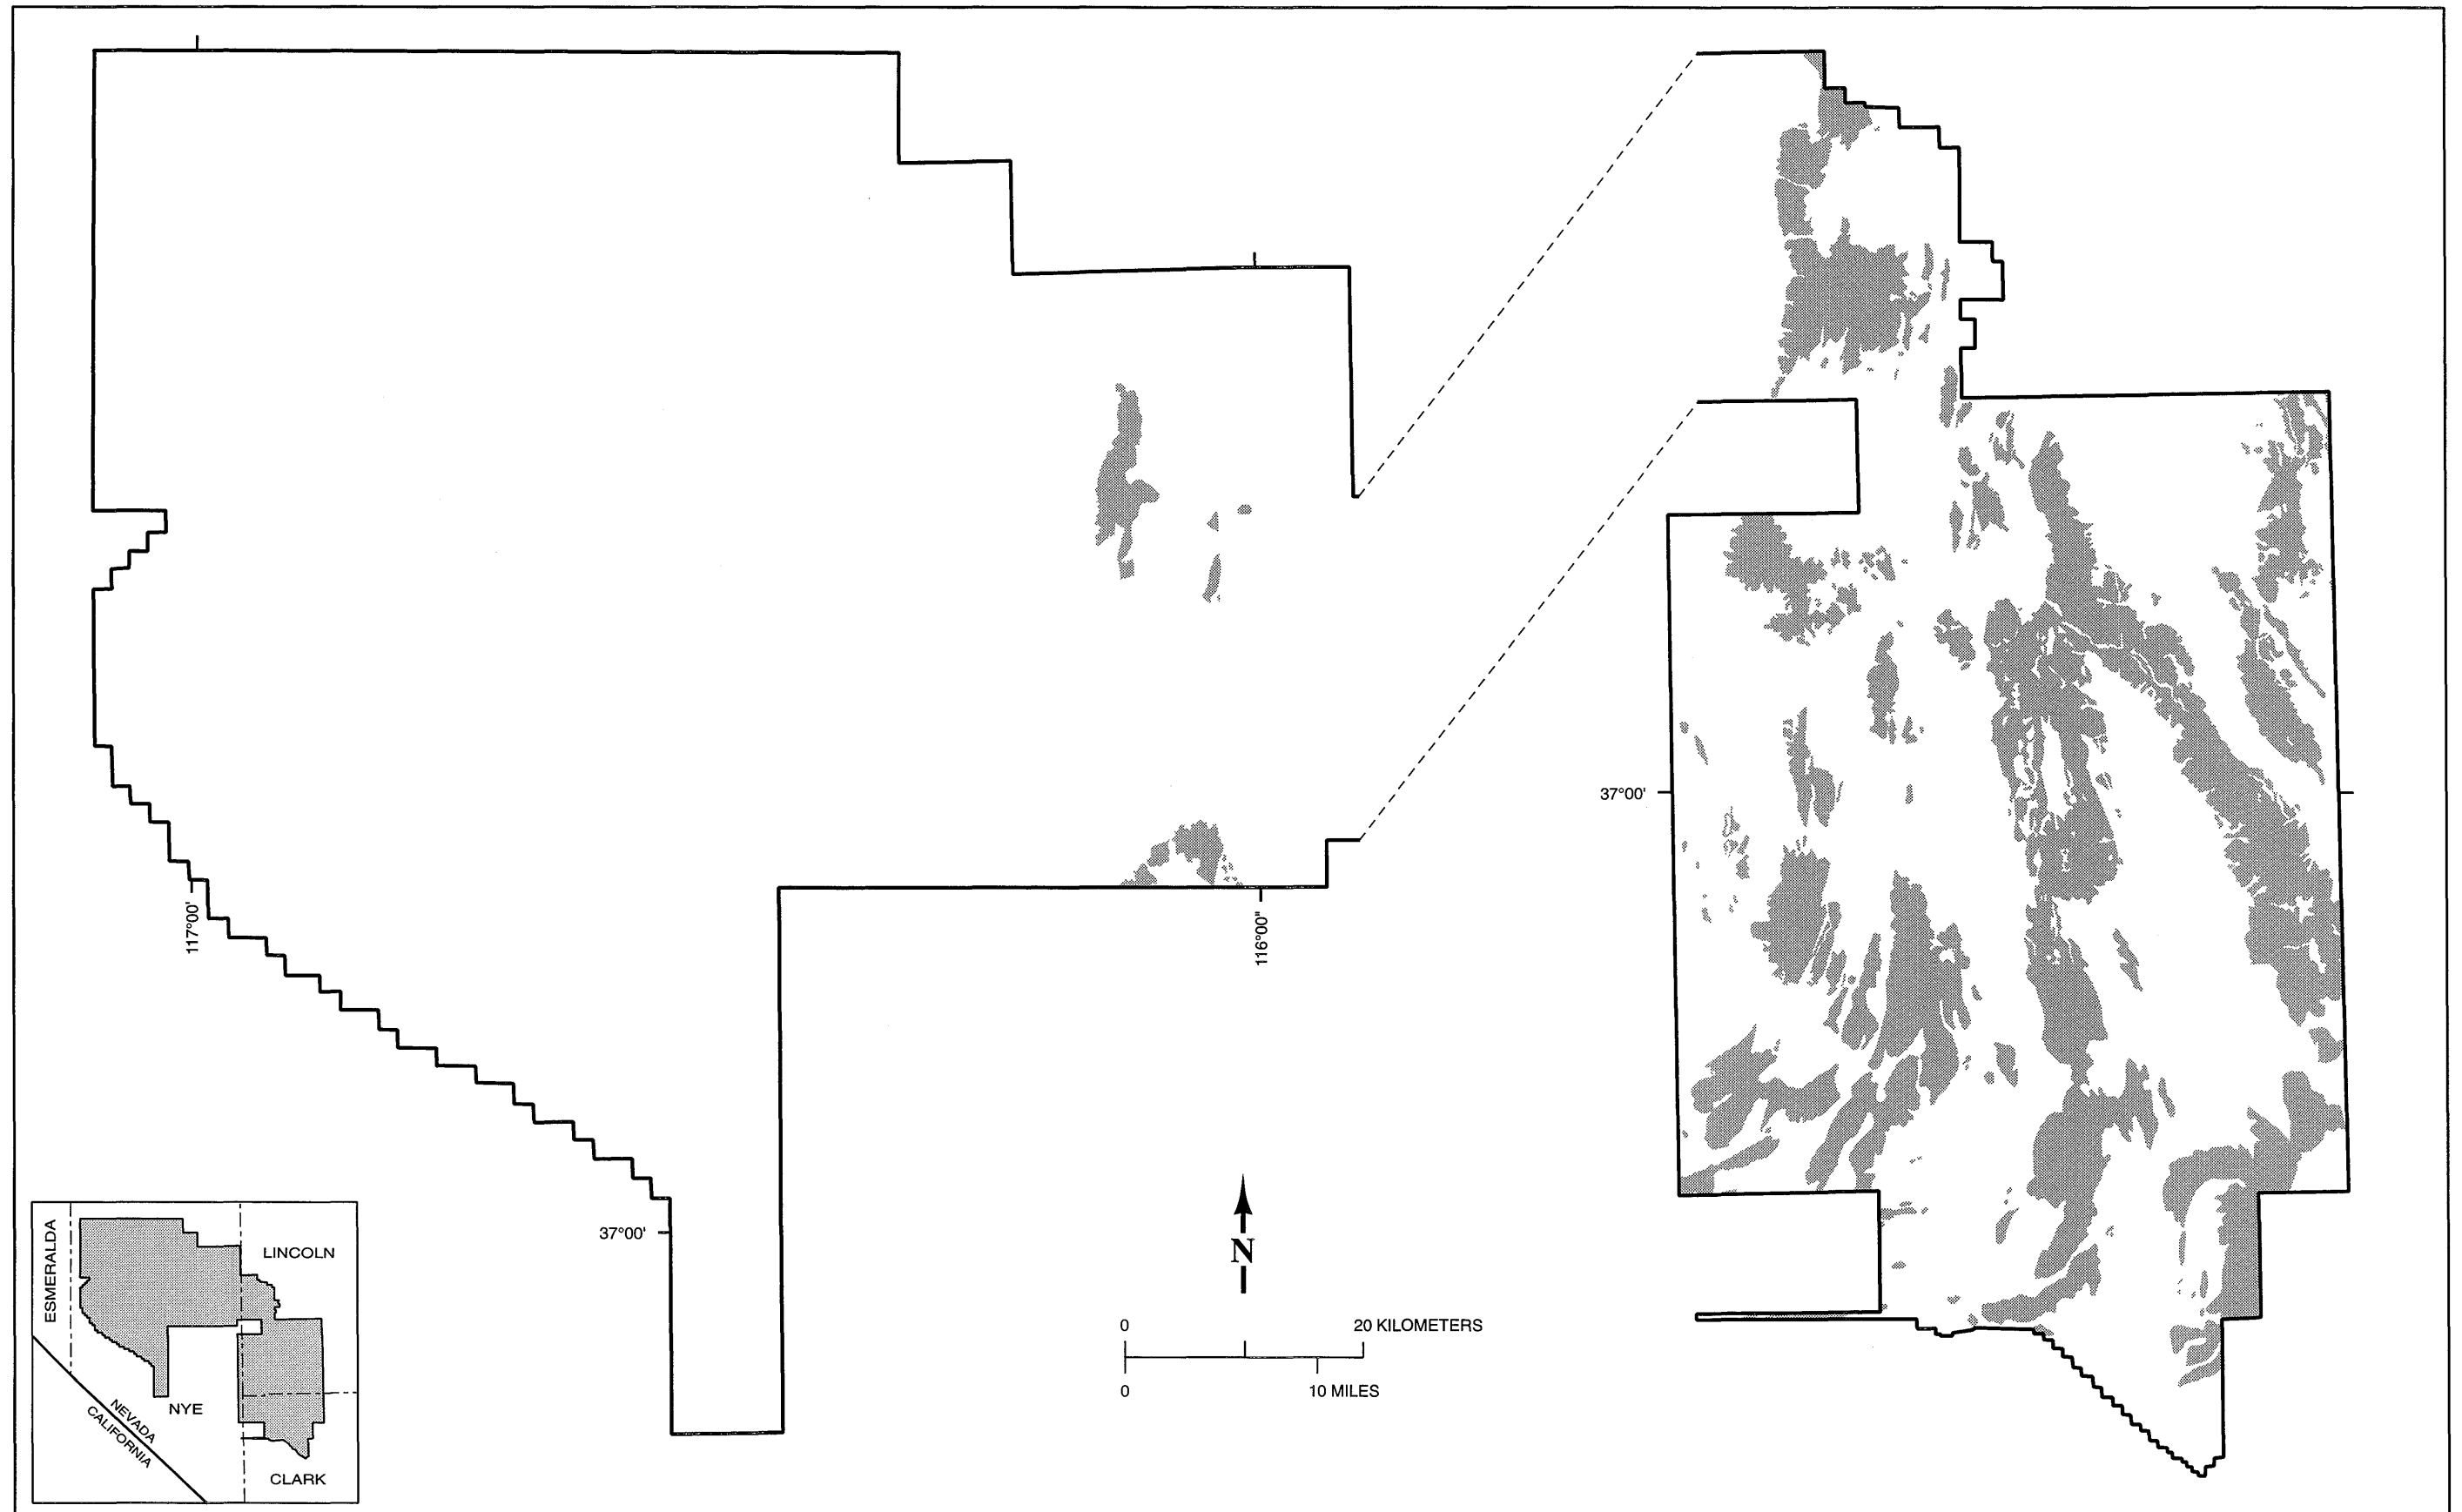 37°00'
117°00'
116°00"
37°00'
N
0 20 KILOMETERS
0 10 MILES
ESMERALDA
LINCOLN
NYE
NEVADA
CALIFORNIA
CLARK